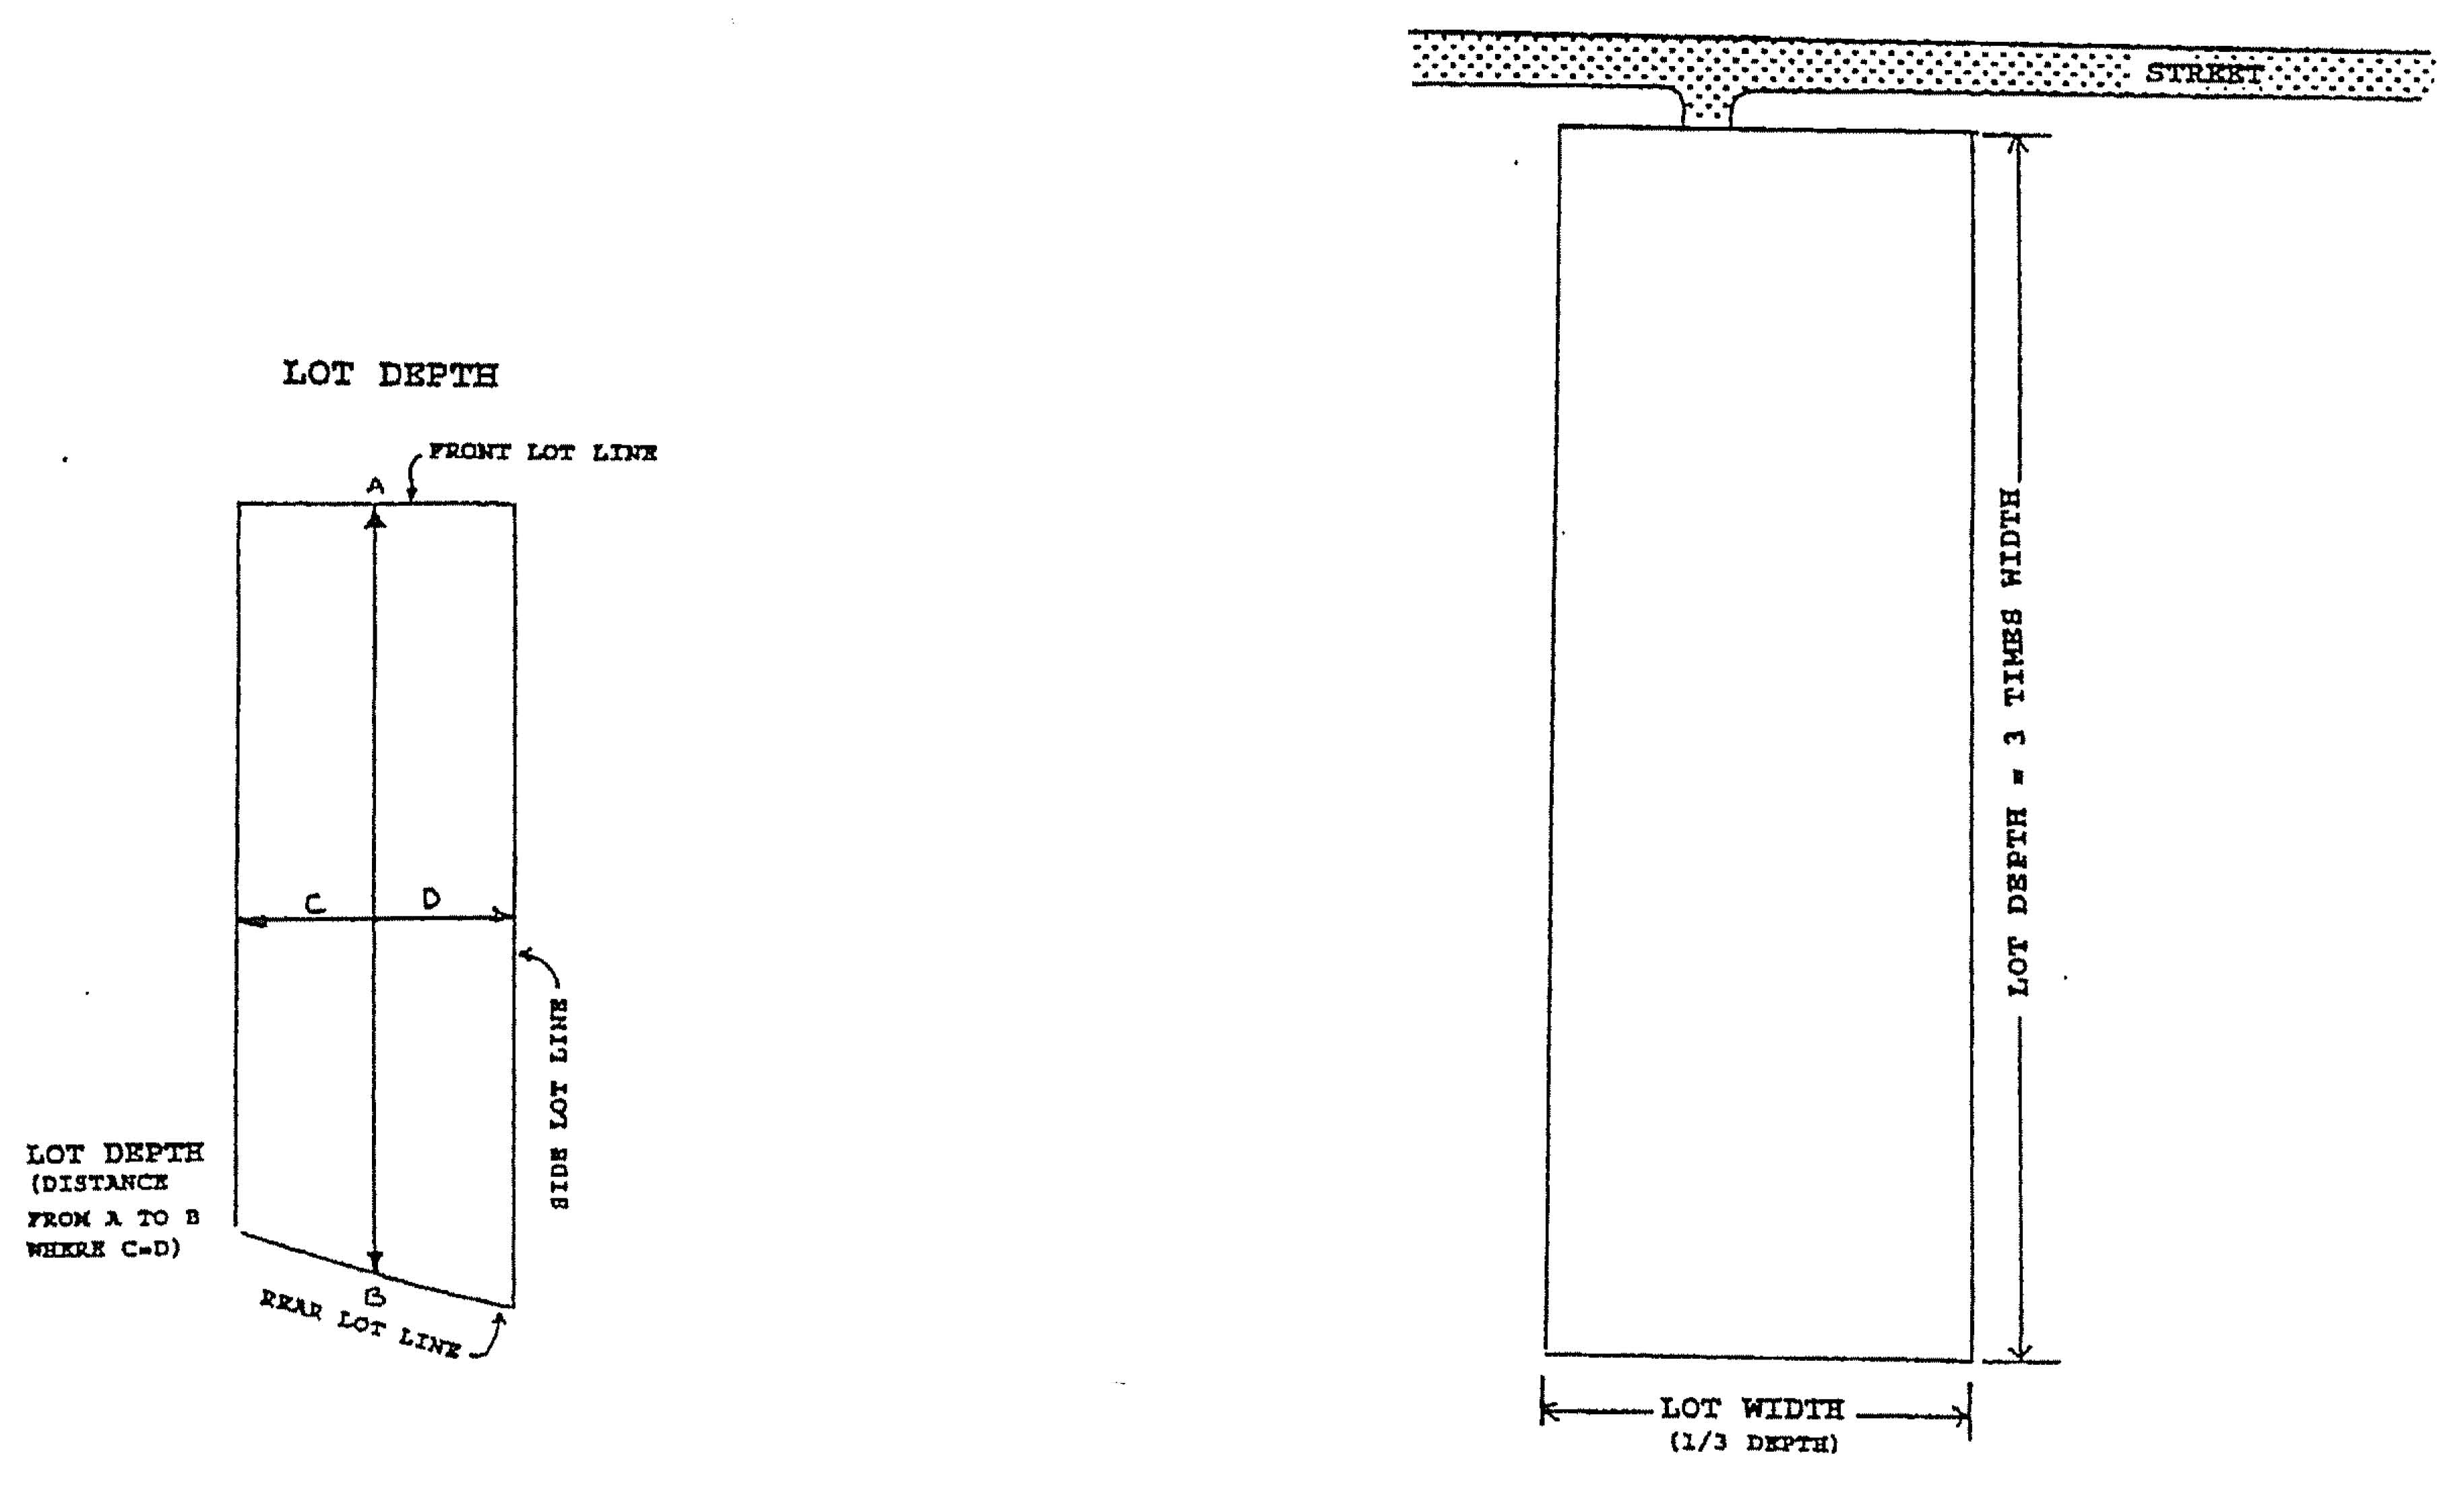 LOT DEPTH
FRONT LOT LINE
A
C
D
SIDE LOT LINE
LOT DEPTH
(DISTANCE
FROM A TO B
WHERE C=D)
B
REAR LOT LINE
STREET
LOT DEPTH = 3 TIMES WIDTH
LOT WIDTH
(1/3 DEPTH)